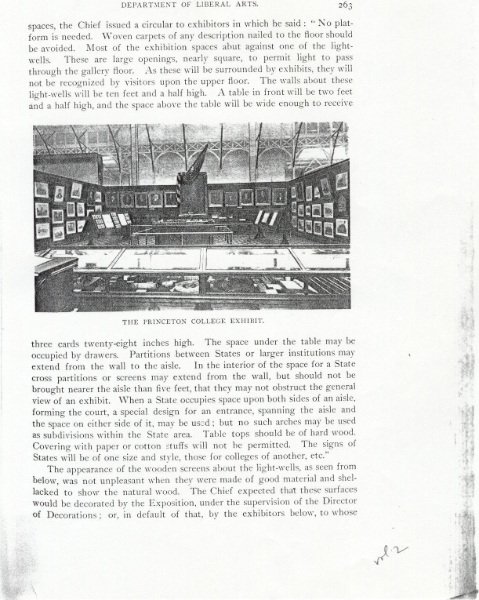 DEPARTMENT OF LIBERAL ARTS. 263
spaces, the Chief issued a circular to exhibitors in which he said: "No plat-
form is needed. Woven carpets of any description nailed to the floor should
be avoided. Most of the exhibition spaces abut against one of the light-
wells. These are large openings, nearly square, to permit light to pass
through the gallery floor. As these will be surrounded by exhibits, they will
not be recognized by visitors upon the upper floor. The walls about these
light-wells will be ten feet and a half high. A table in front will be two feet
and a half high, and the space above the table will be wide enough to receive
THE PRINCETON COLLEGE EXHIBIT.
three cards twenty-eight inches high. The space under the table may be
occupied by drawers. Partitions between States or larger institutions may
extend from the wall to the aisle. In the interior of the space for a State
cross partitions or screens may extend from the wall, but should not be
brought nearer the aisle than five feet, that they may not obstruct the general
view of an exhibit. When a State occupies space upon both sides of an aisle,
forming the court, a special design for an entrance, spanning the aisle and
the space on either side of it, may be used; but no such arches may be used
as subdivisions within the State area. Table tops should be of hard wood.
Covering with paper or cotton stuffs will not be permitted. The signs of
States will be of one size and style, those for colleges of another, etc."
The appearance of the wooden screens about the light-wells, as seen from
below, was not unpleasant when they were made of good material and shel-
lacked to show the natural wood. The Chief expected that these surfaces
would be decorated by the Exposition, under the supervision of the Director
of Decorations; or, in default of that, by the exhibitors below, to whose
vol. 2